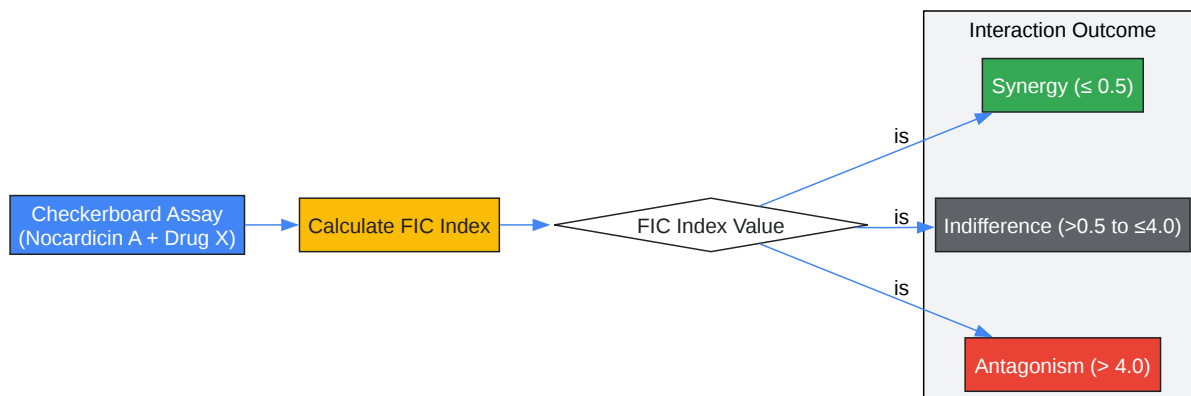 Interaction Outcome
Synergy (≤ 0.5)
is
Checkerboard Assay
(Nocardicin A + Drug X)
Calculate FIC Index
FIC Index Value
is
Indifference (>0.5 to ≤4.0)
is
Antagonism (> 4.0)